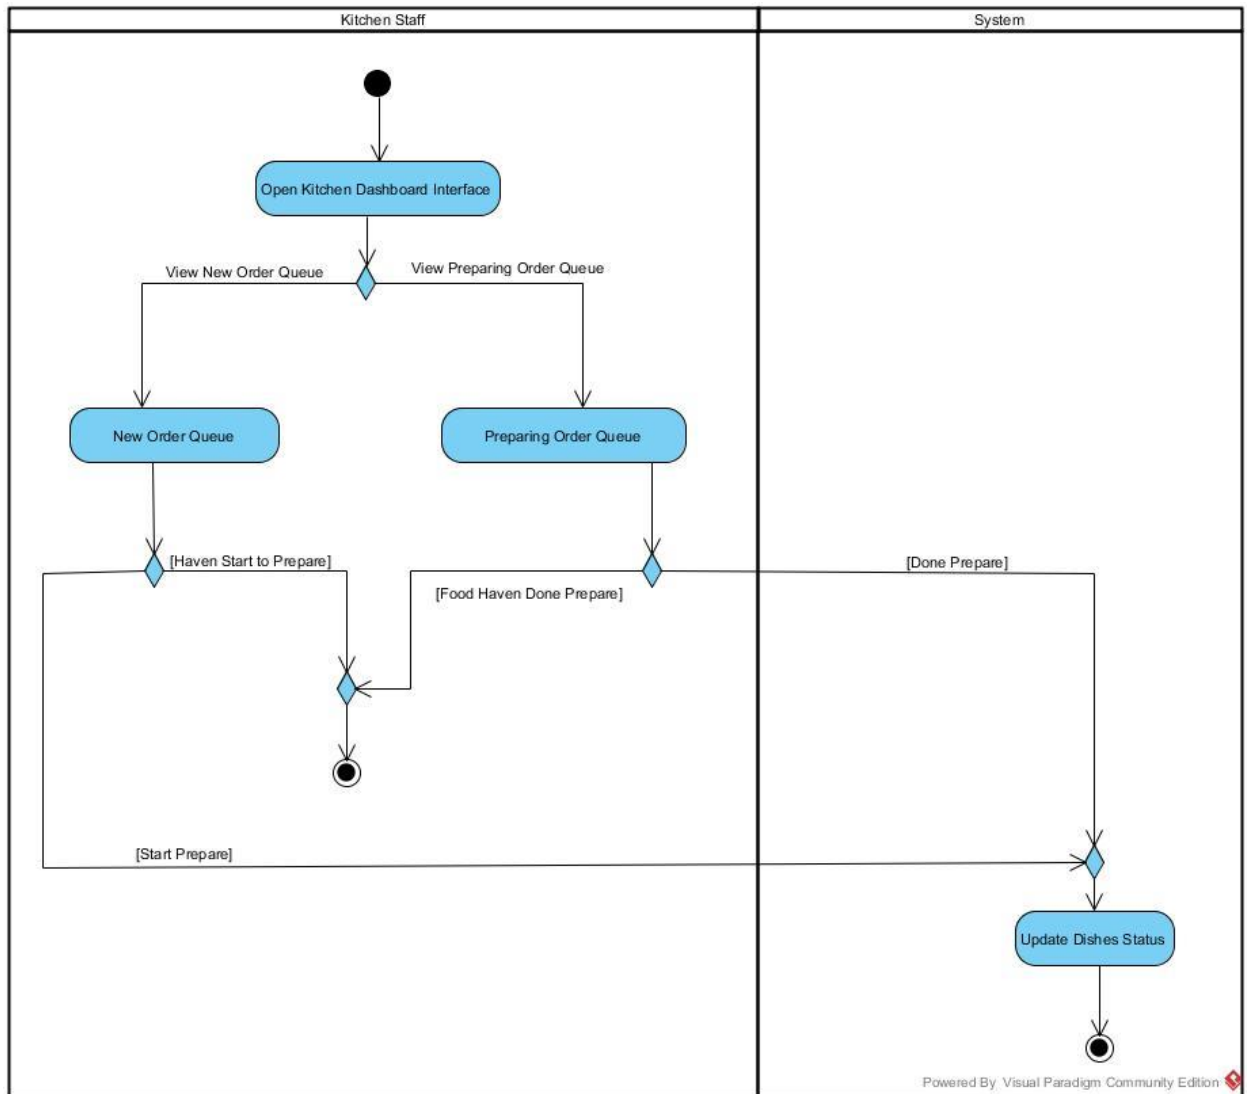 Kitchen Staff
System
Open Kitchen Dashboard Interface
View New Order Queue
View Preparing Order Queue
New Order Queue
Preparing Order Queue
[Haven Start to Prepare]
[Done Prepare]
[Food Haven Done Prepare]
[Start Prepare]
Update Dishes Status
Powered By Visual Paradigm Community Edition